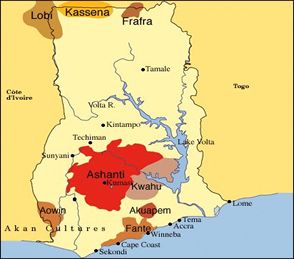 Kassena
Lobi
Frafra
Tamale
Côte
d'Ivoire
Togo
Volta R.
Kintampo
Techiman
Lake Volta
Sunyani
Ashanti
Kumasi
Kwahu
Lome
Aowin
Akuapem
Tema
Akan Cultures
Accra
Fante
Winneba
Cape Coast
Sekondi